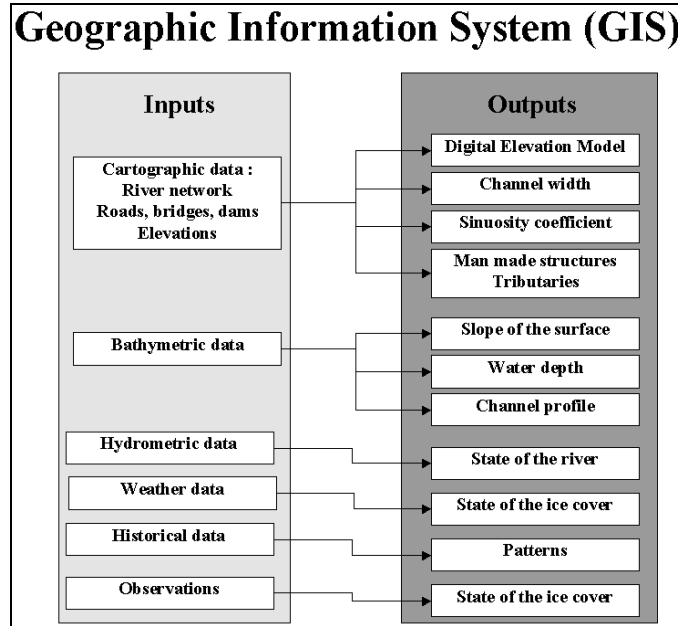 Geographic Information System (GIS)
Inputs
Cartographic data :
River network
Roads, bridges, dams
Elevations
Bathymetric data
Hydrometric data
Weather data
Historical data
Observations
Outputs
Digital Elevation Model
Channel width
Sinuosity coefficient
Man made structures
Tributaries
Slope of the surface
Water depth
Channel profile
State of the river
State of the ice cover
Patterns
State of the ice cover